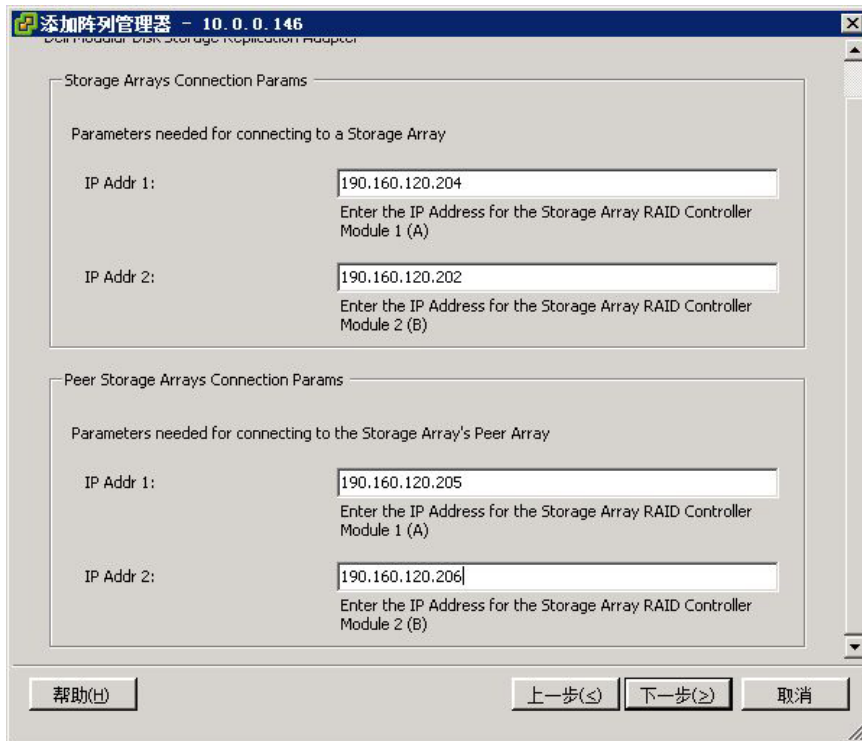 添加阵列管理器 - 10.0.0.146
Dell Modular Disk Storage Replication Adapter
Storage Arrays Connection Params
Parameters needed for connecting to a Storage Array
IP Addr 1:
190.160.120.204
Enter the IP Address for the Storage Array RAID Controller
Module 1 (A)
IP Addr 2:
190.160.120.202
Enter the IP Address for the Storage Array RAID Controller
Module 2 (B)
Peer Storage Arrays Connection Params
Parameters needed for connecting to the Storage Array's Peer Array
IP Addr 1:
190.160.120.205
Enter the IP Address for the Storage Array RAID Controller
Module 1 (A)
IP Addr 2:
190.160.120.206
Enter the IP Address for the Storage Array RAID Controller
Module 2 (B)
帮助(H)
上一步(<)
下一步(>)
取消